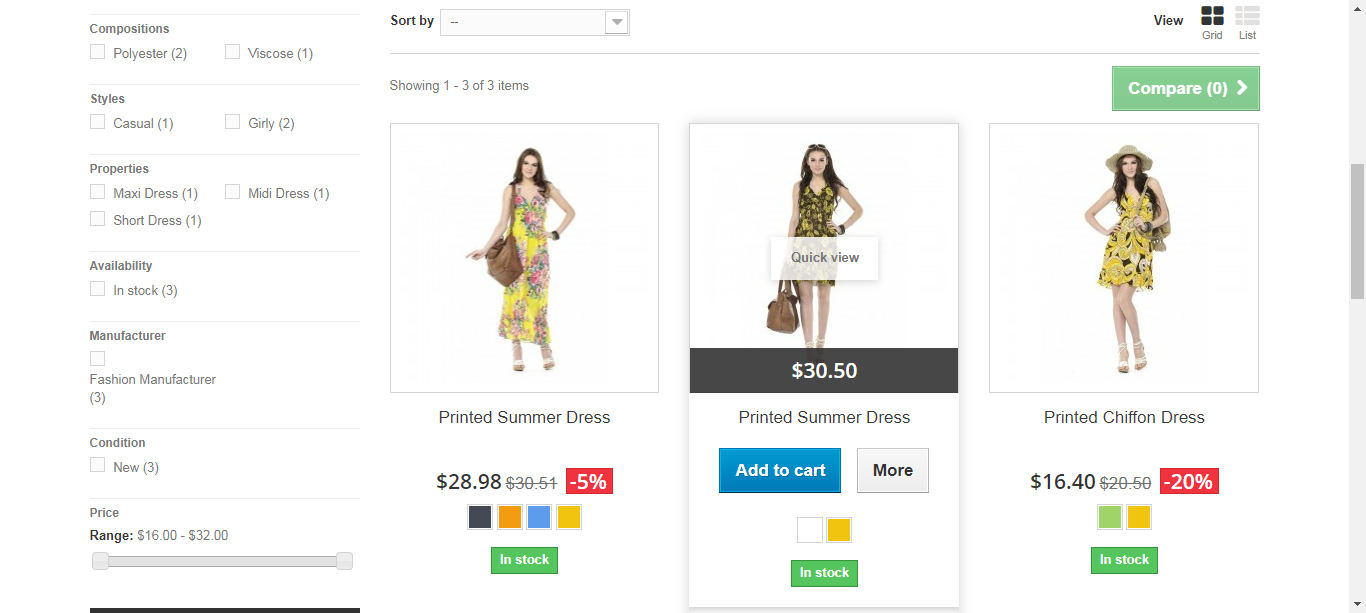 Compositions
Polyester (2)
Viscose (1)
Styles
Casual (1)
Girly (2)
Properties
Maxi Dress (1)
Midi Dress (1)
Short Dress (1)
Availability
In stock (3)
Manufacturer
Fashion Manufacturer
(3)
Condition
New (3)
Price
Range: $16.00 - $32.00
Sort by
--
View
Grid
List
Showing 1 - 3 of 3 items
Compare (0)
Printed Summer Dress
$28.98 $30.51 -5%
In stock
Quick view
$30.50
Printed Summer Dress
Add to cart
More
In stock
Printed Chiffon Dress
$16.40 $20.50 -20%
In stock